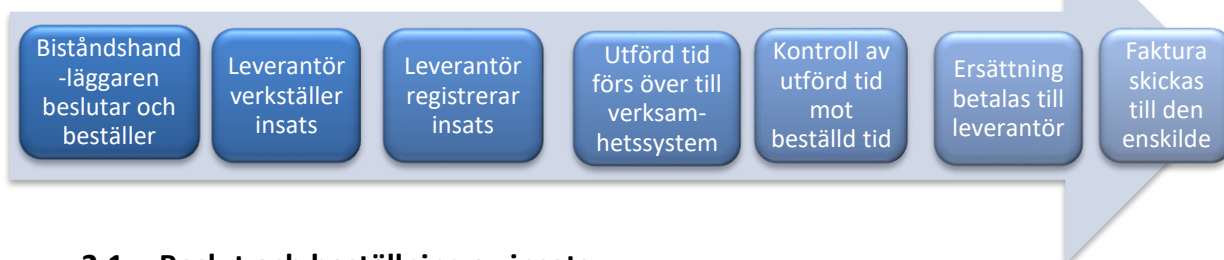 Biståndshand
-läggaren
beslutar och
beställer
Leverantör
verkställer
insats
Leverantör
registrerar
insats
Utförd tid
förs över till
verksam-
hetssystem
Kontroll av
utförd tid
mot
beställd tid
Ersättning
betalas till
leverantör
Faktura
skickas
till den
enskilde